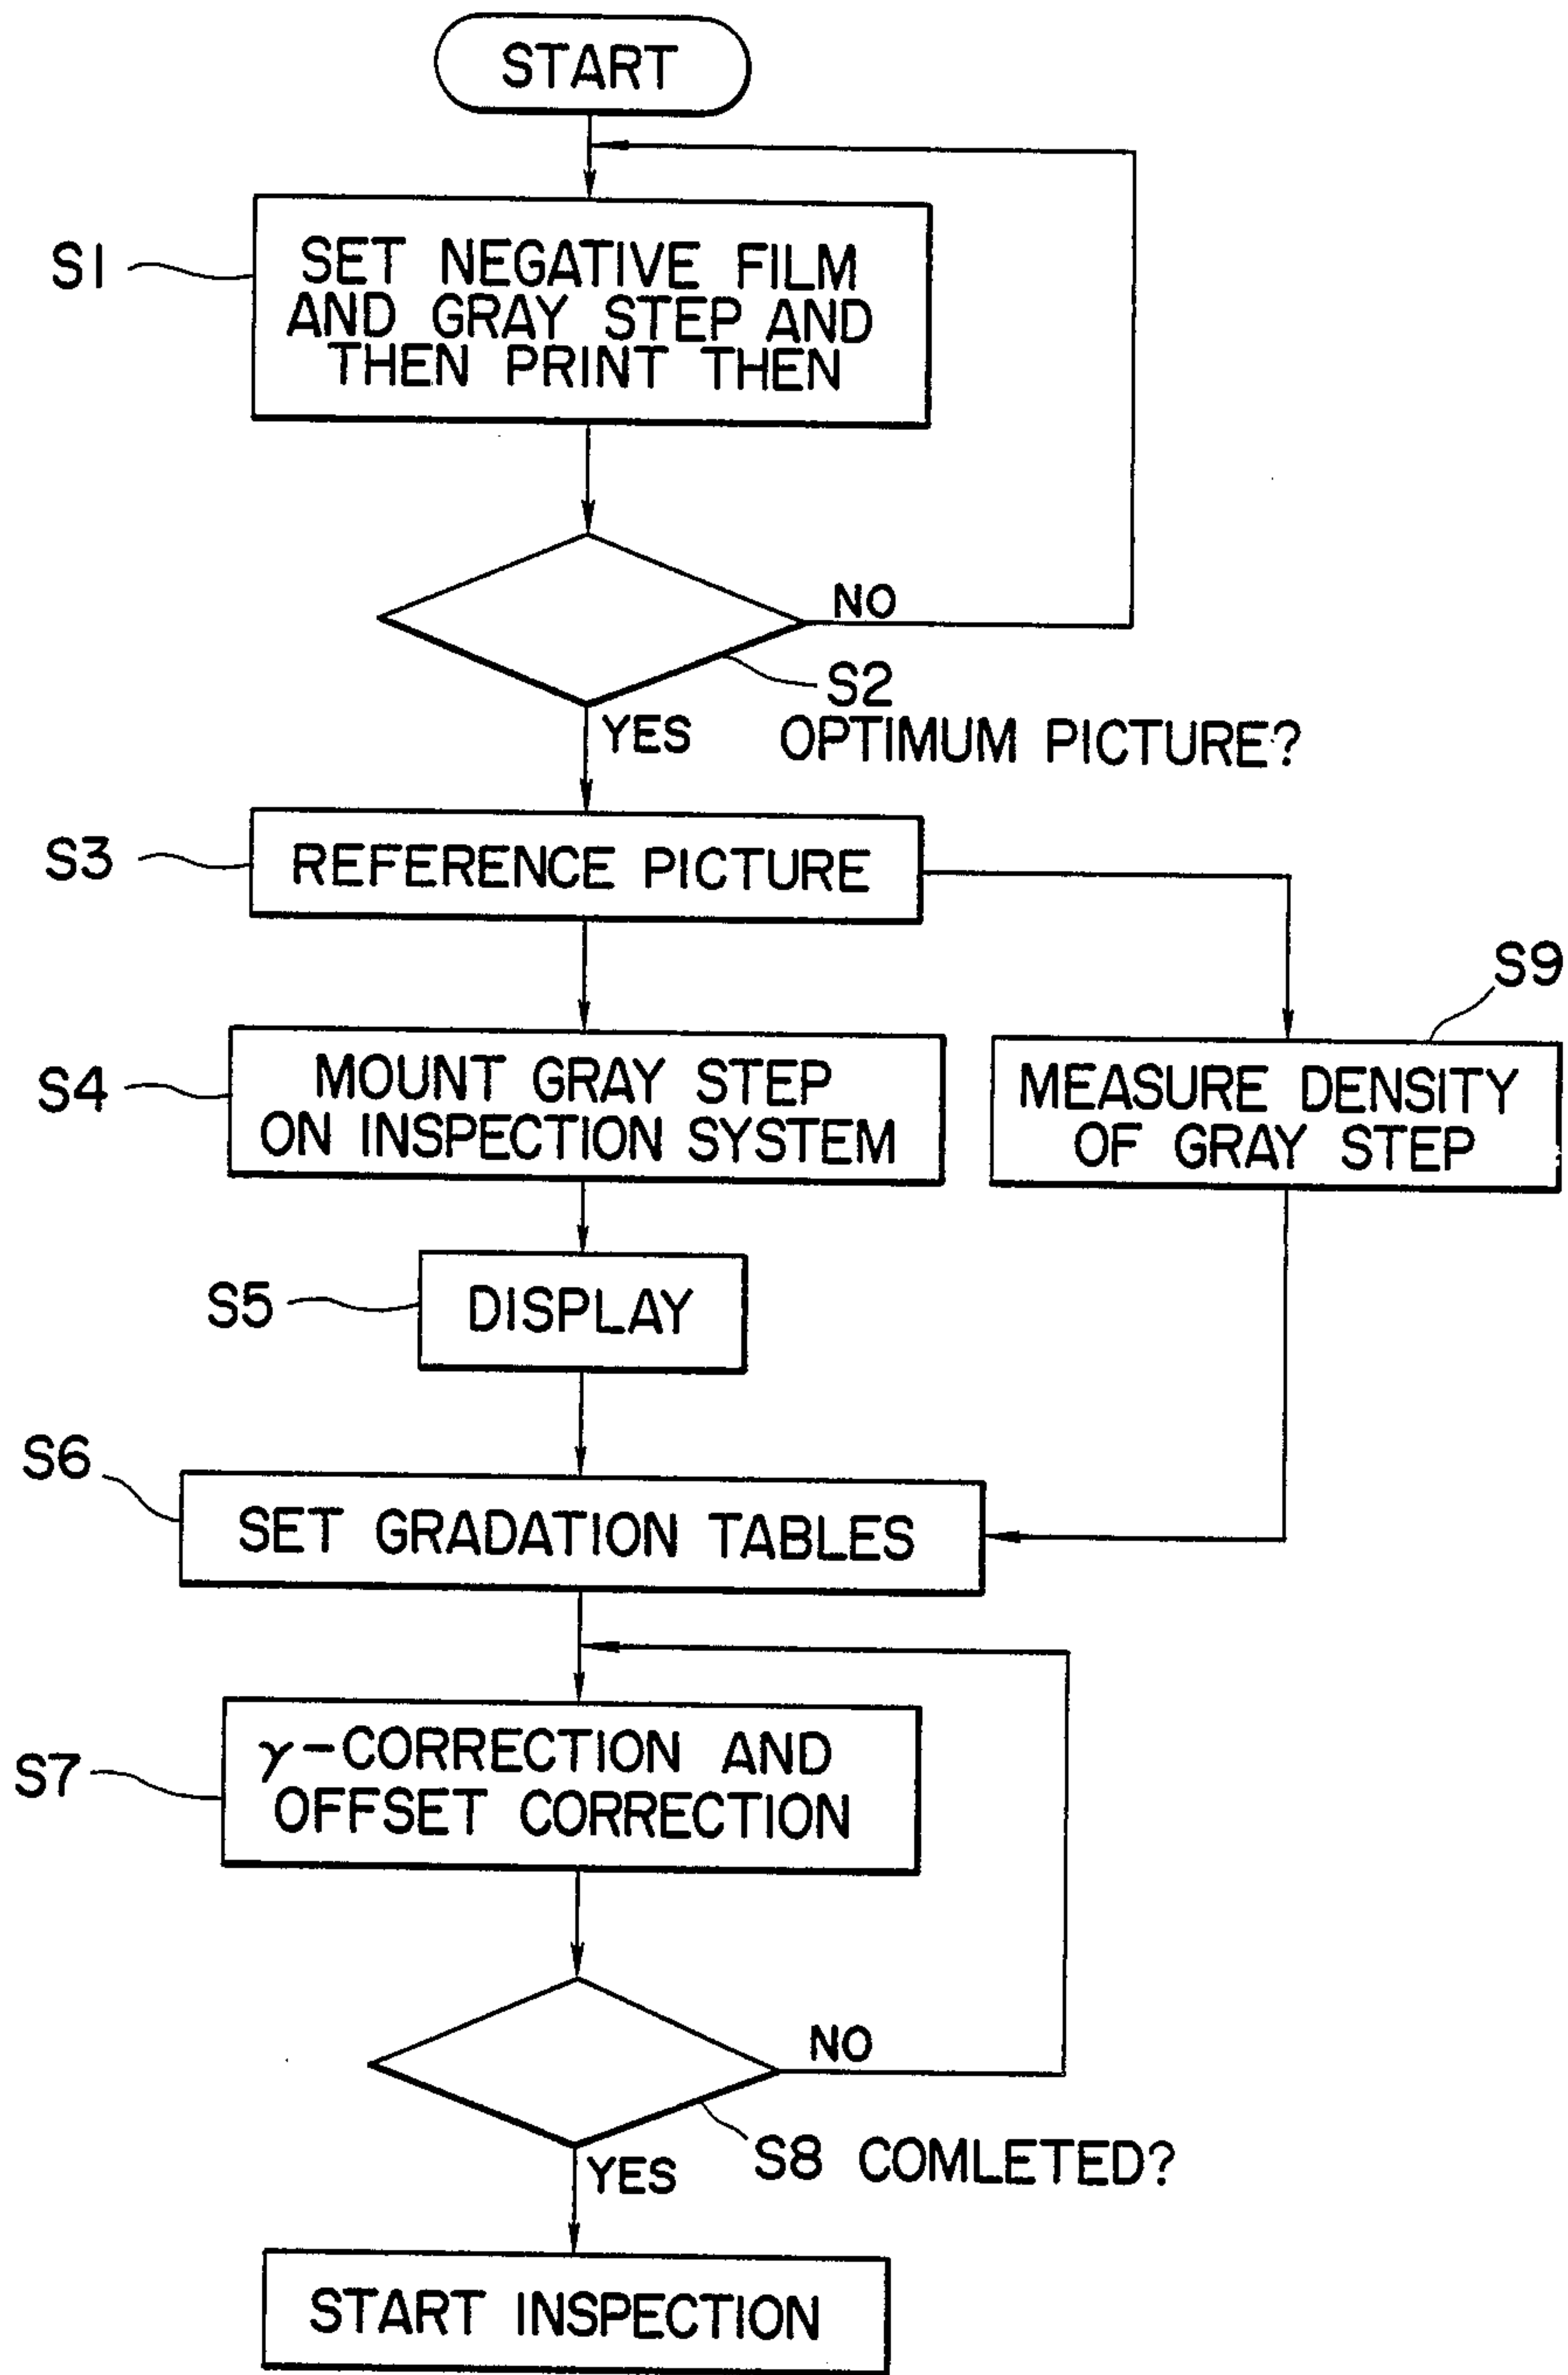 START
S1
SET NEGATIVE FILM
AND GRAY STEP AND
THEN PRINT THEN
NO
S2
YES
OPTIMUM PICTURE?
S3
REFERENCE PICTURE
S9
S4
MOUNT GRAY STEP
ON INSPECTION SYSTEM
MEASURE DENSITY
OF GRAY STEP
S5
DISPLAY
S6
SET GRADATION TABLES
S7
γ-CORRECTION AND
OFFSET CORRECTION
NO
S8 COMLETED?
YES
START INSPECTION